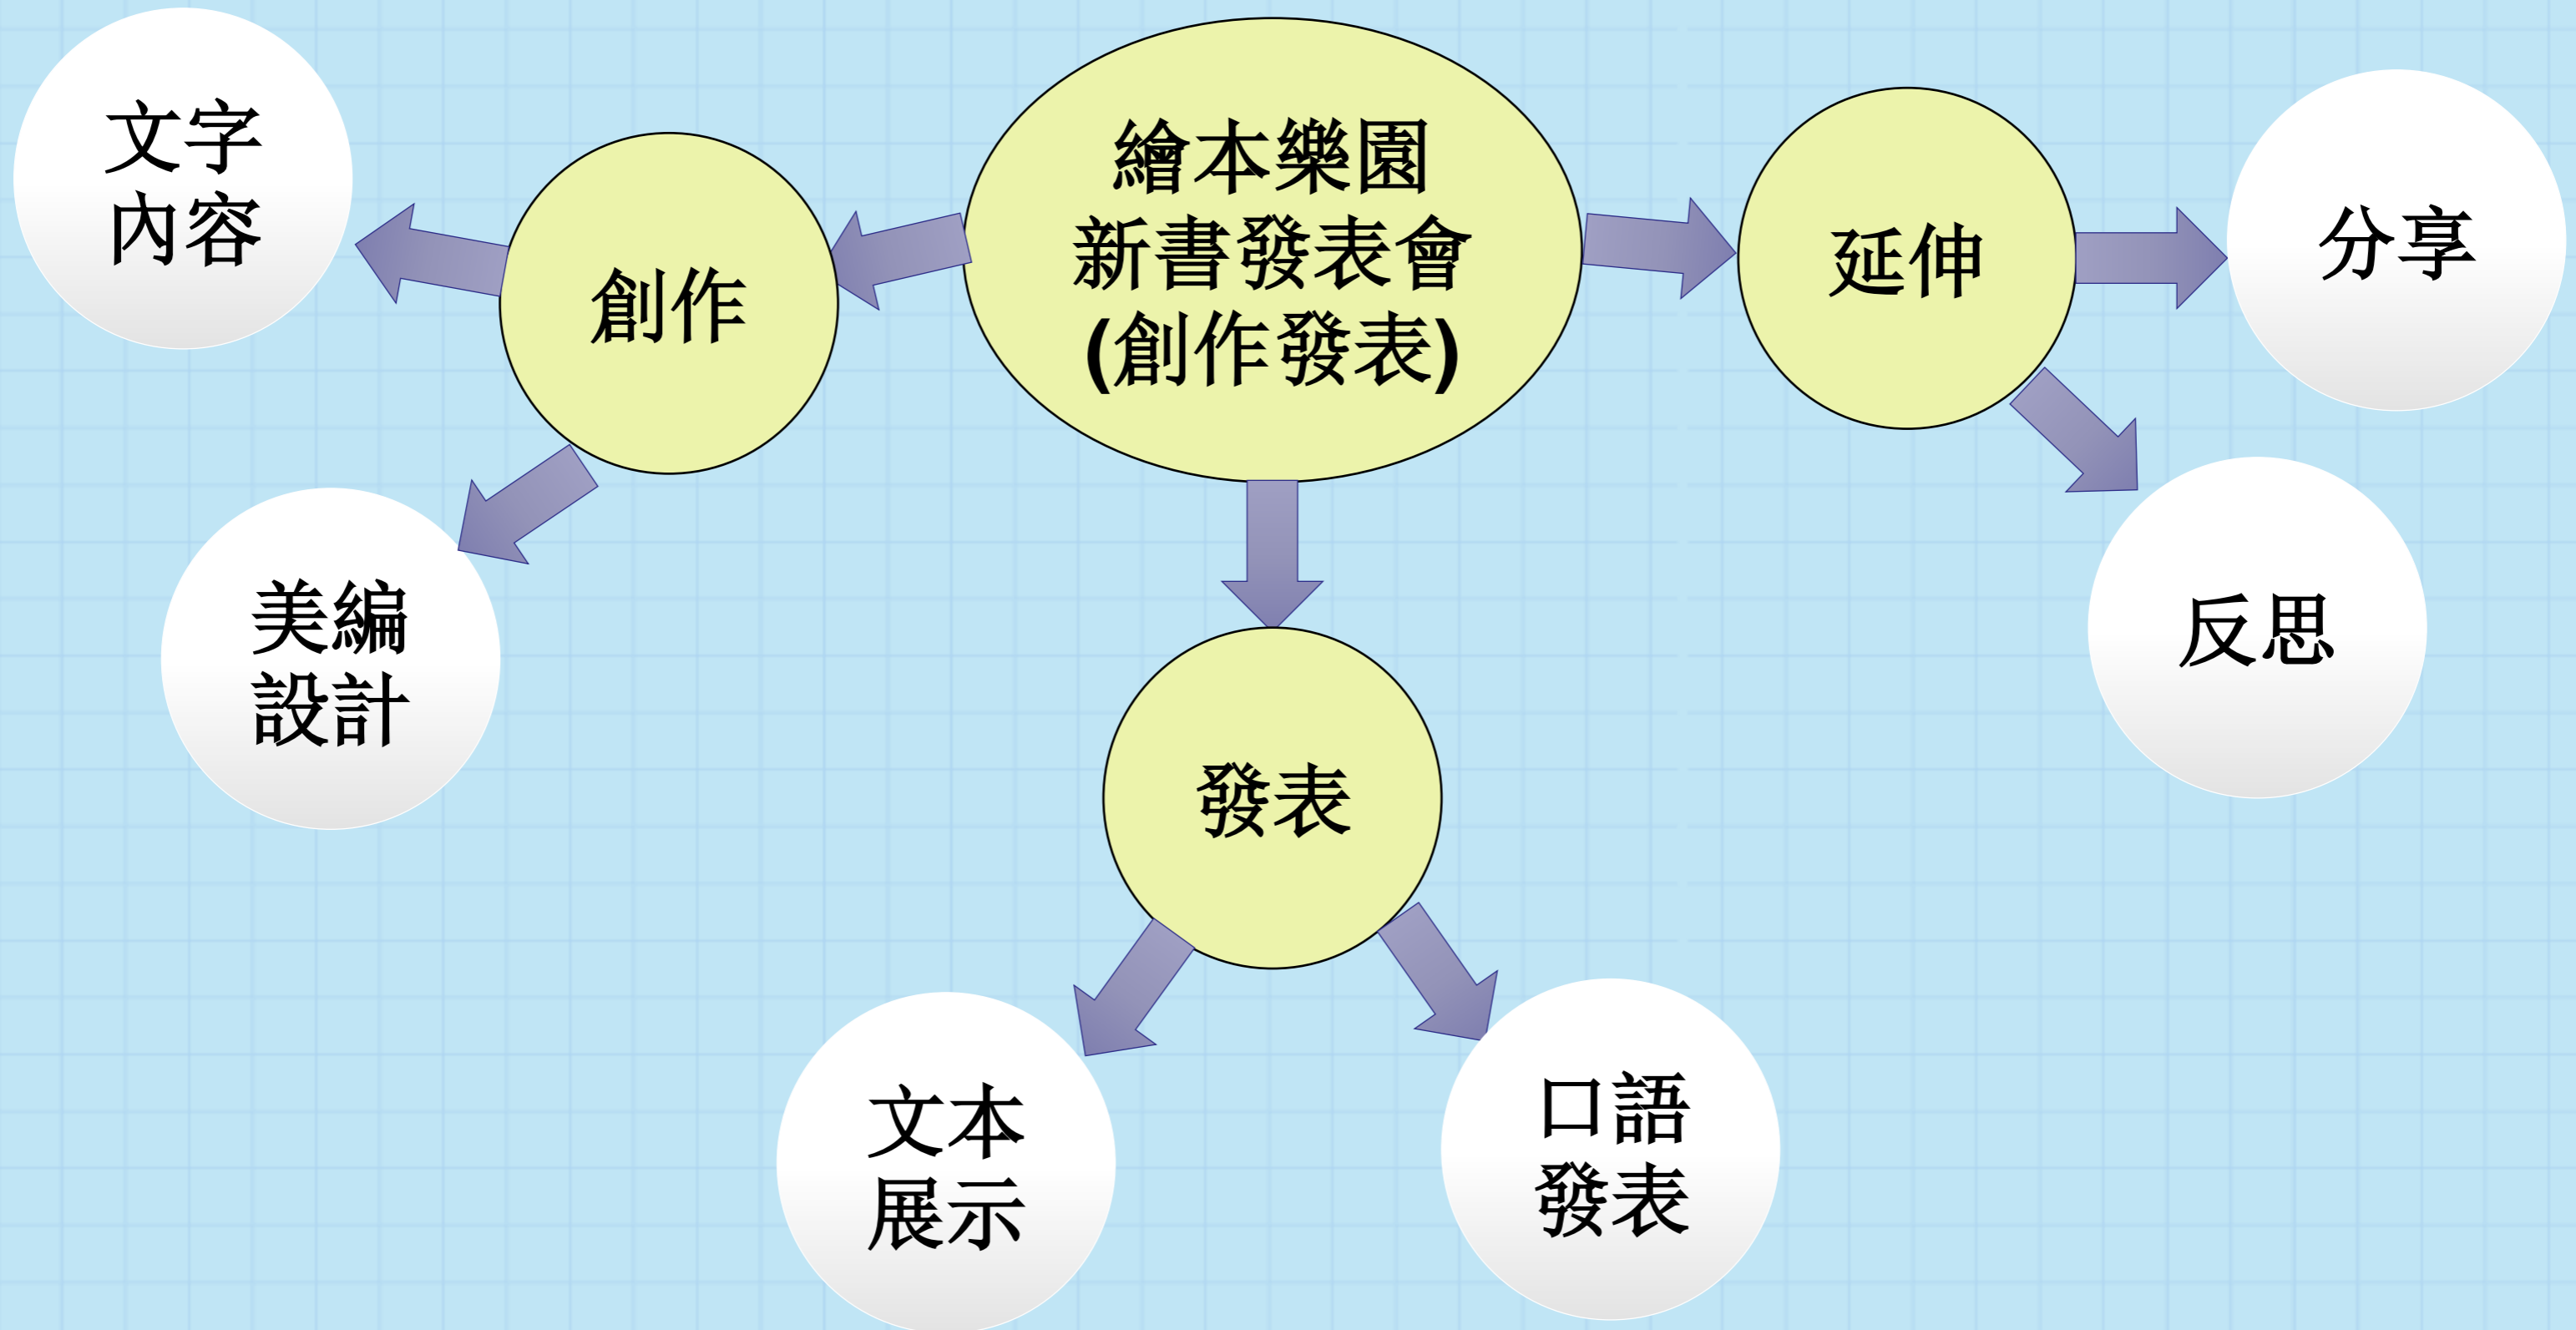 文字
內容
創作
繪本樂園
新書發表會
(創作發表)
延伸
分享
美編
設計
反思
發表
文本
展示
口語
發表